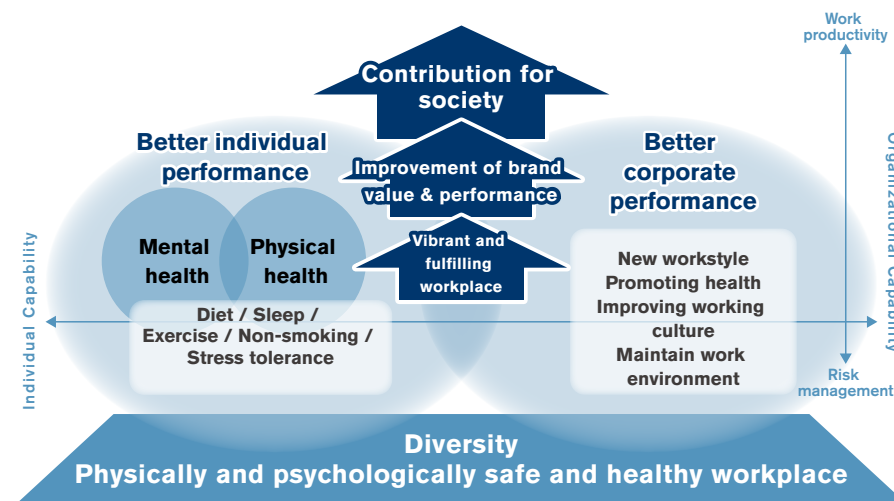 Work
productivity
Contribution for
society
Better individual
performance
Improvement of brand
value & performance
Better
corporate
performance
Mental
health
Physical
health
Vibrant and
fulfilling
workplace
New workstyle
Promoting health
Improving working
culture
Maintain work
environment
Diet / Sleep /
Exercise / Non-smoking /
Stress tolerance
Individual Capability
Organizational Capability
Risk
management
Diversity
Physically and psychologically safe and healthy workplace